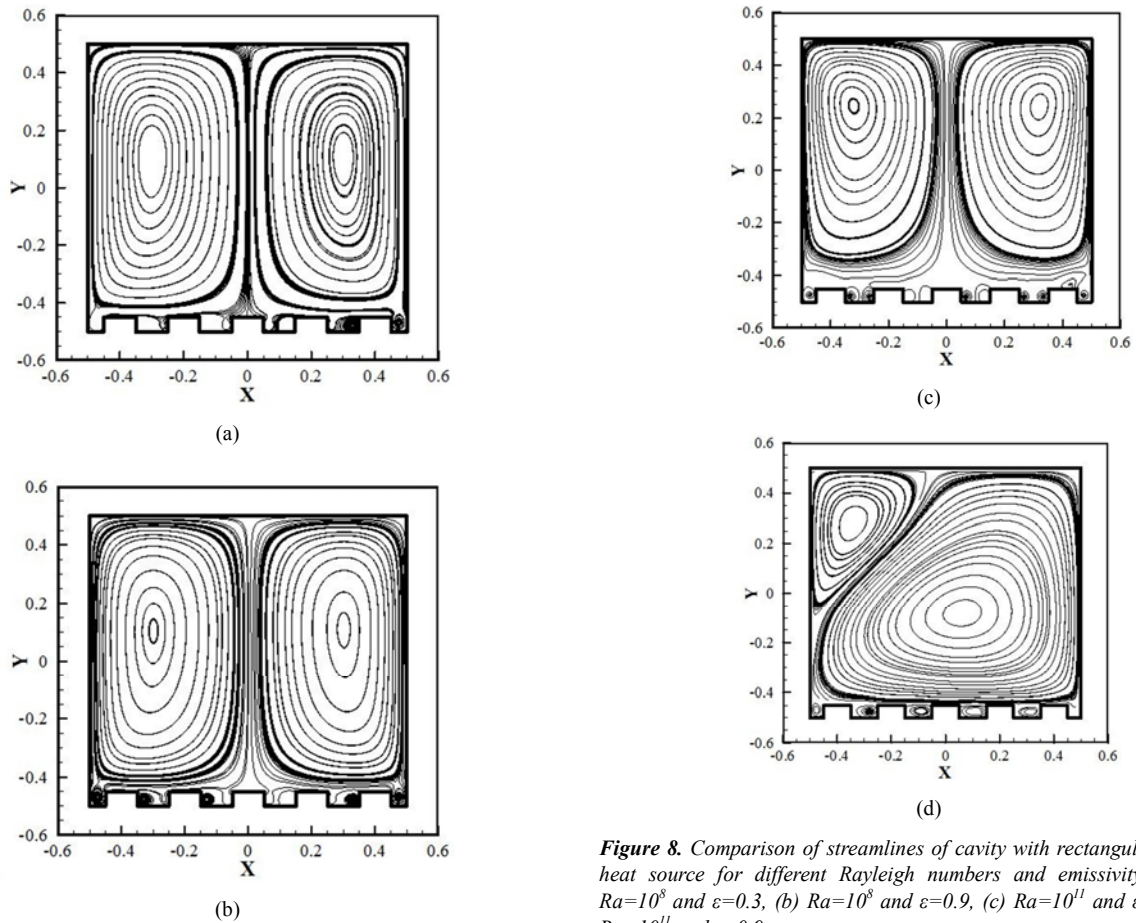 0.6
0.4
0.2
0
-0.2
-0.4
-0.6
Y
-0.6 -0.4 -0.2 0 0.2 0.4 0.6
X
(a)
0.6
0.4
0.2
0
-0.2
-0.4
-0.6
Y
-0.6 -0.4 -0.2 0 0.2 0.4 0.6
X
(b)
0.6
0.4
0.2
0
-0.2
-0.4
-0.6
Y
-0.6 -0.4 -0.2 0 0.2 0.4 0.6
X
(c)
0.6
0.4
0.2
0
-0.2
-0.4
-0.6
Y
-0.6 -0.4 -0.2 0 0.2 0.4 0.6
X
(d)
Figure 8. Comparison of streamlines of cavity with rectangul
heat source for different Rayleigh numbers and emissivity
Ra=10⁸ and ε=0.3, (b) Ra=10⁸ and ε=0.9, (c) Ra=10¹¹ and ε